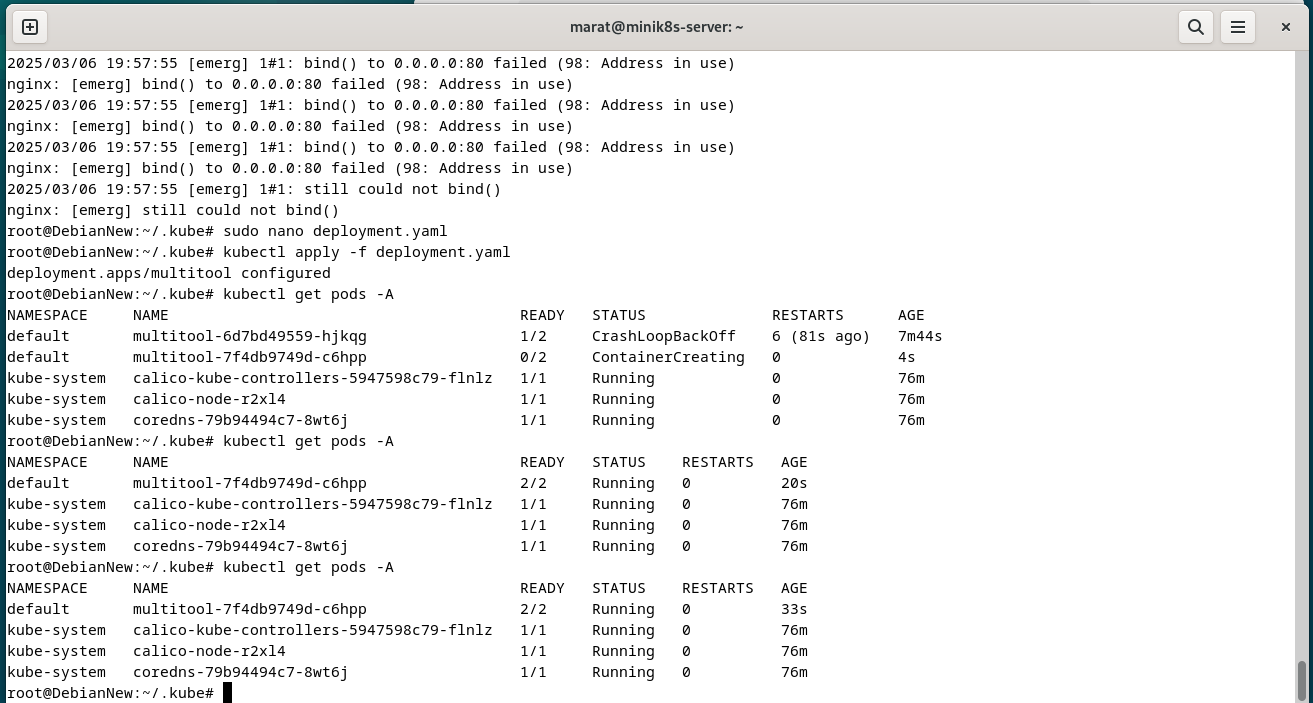 marat@minik8s-server: ~
2025/03/06 19:57:55 [emerg] 1#1: bind() to 0.0.0.0:80 failed (98: Address in use)
nginx: [emerg] bind() to 0.0.0.0:80 failed (98: Address in use)
2025/03/06 19:57:55 [emerg] 1#1: bind() to 0.0.0.0:80 failed (98: Address in use)
nginx: [emerg] bind() to 0.0.0.0:80 failed (98: Address in use)
2025/03/06 19:57:55 [emerg] 1#1: bind() to 0.0.0.0:80 failed (98: Address in use)
nginx: [emerg] bind() to 0.0.0.0:80 failed (98: Address in use)
2025/03/06 19:57:55 [emerg] 1#1: still could not bind()
nginx: [emerg] still could not bind()
root@DebianNew:~/.kube# sudo nano deployment.yaml
root@DebianNew:~/.kube# kubectl apply -f deployment.yaml
deployment.apps/multitool configured
root@DebianNew:~/.kube# kubectl get pods -A
NAMESPACE     NAME                                       READY   STATUS              RESTARTS      AGE
default       multitool-6d7bd49559-hjkqg                 1/2     CrashLoopBackOff    6 (81s ago)   7m44s
default       multitool-7f4db9749d-c6hpp                 0/2     ContainerCreating   0             4s
kube-system   calico-kube-controllers-5947598c79-flnlz   1/1     Running             0             76m
kube-system   calico-node-r2xl4                          1/1     Running             0             76m
kube-system   coredns-79b94494c7-8wt6j                   1/1     Running             0             76m
root@DebianNew:~/.kube# kubectl get pods -A
NAMESPACE     NAME                                       READY   STATUS    RESTARTS   AGE
default       multitool-7f4db9749d-c6hpp                 2/2     Running   0          20s
kube-system   calico-kube-controllers-5947598c79-flnlz   1/1     Running   0          76m
kube-system   calico-node-r2xl4                          1/1     Running   0          76m
kube-system   coredns-79b94494c7-8wt6j                   1/1     Running   0          76m
root@DebianNew:~/.kube# kubectl get pods -A
NAMESPACE     NAME                                       READY   STATUS    RESTARTS   AGE
default       multitool-7f4db9749d-c6hpp                 2/2     Running   0          33s
kube-system   calico-kube-controllers-5947598c79-flnlz   1/1     Running   0          76m
kube-system   calico-node-r2xl4                          1/1     Running   0          76m
kube-system   coredns-79b94494c7-8wt6j                   1/1     Running   0          76m
root@DebianNew:~/.kube#